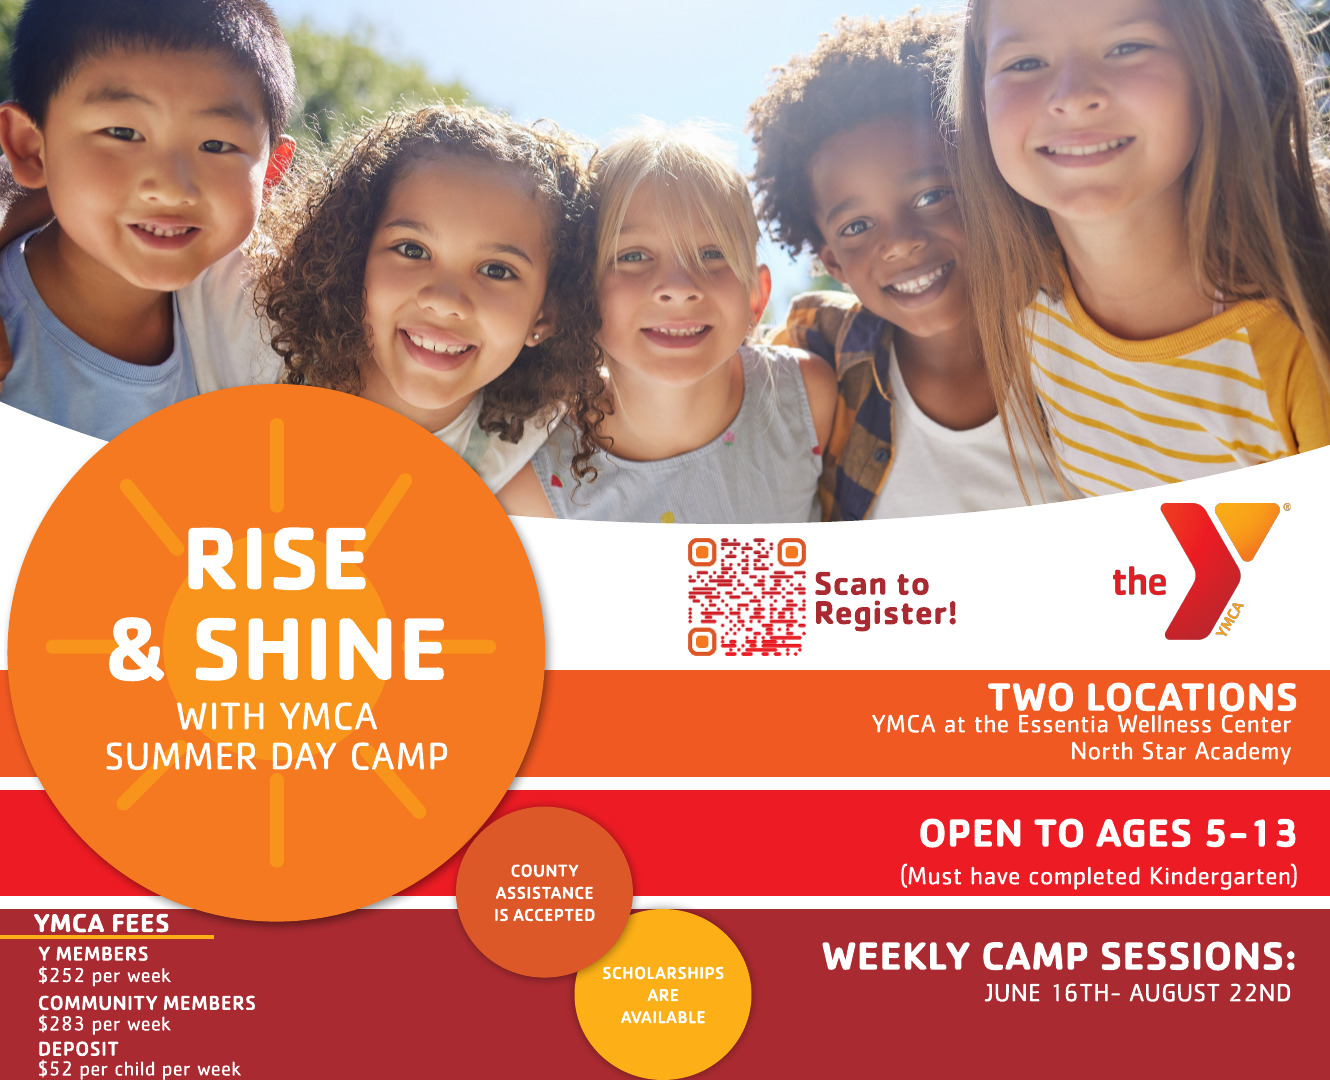 RISE
& SHINE
WITH YMCA
SUMMER DAY CAMP
Scan to
Register!
the
YMCA
®
TWO LOCATIONS
YMCA at the Essentia Wellness Center
North Star Academy
OPEN TO AGES 5-13
(Must have completed Kindergarten)
COUNTY
ASSISTANCE
IS ACCEPTED
SCHOLARSHIPS
ARE
AVAILABLE
WEEKLY CAMP SESSIONS:
JUNE 16TH- AUGUST 22ND
YMCA FEES
Y MEMBERS
$252 per week
COMMUNITY MEMBERS
$283 per week
DEPOSIT
$52 per child per week